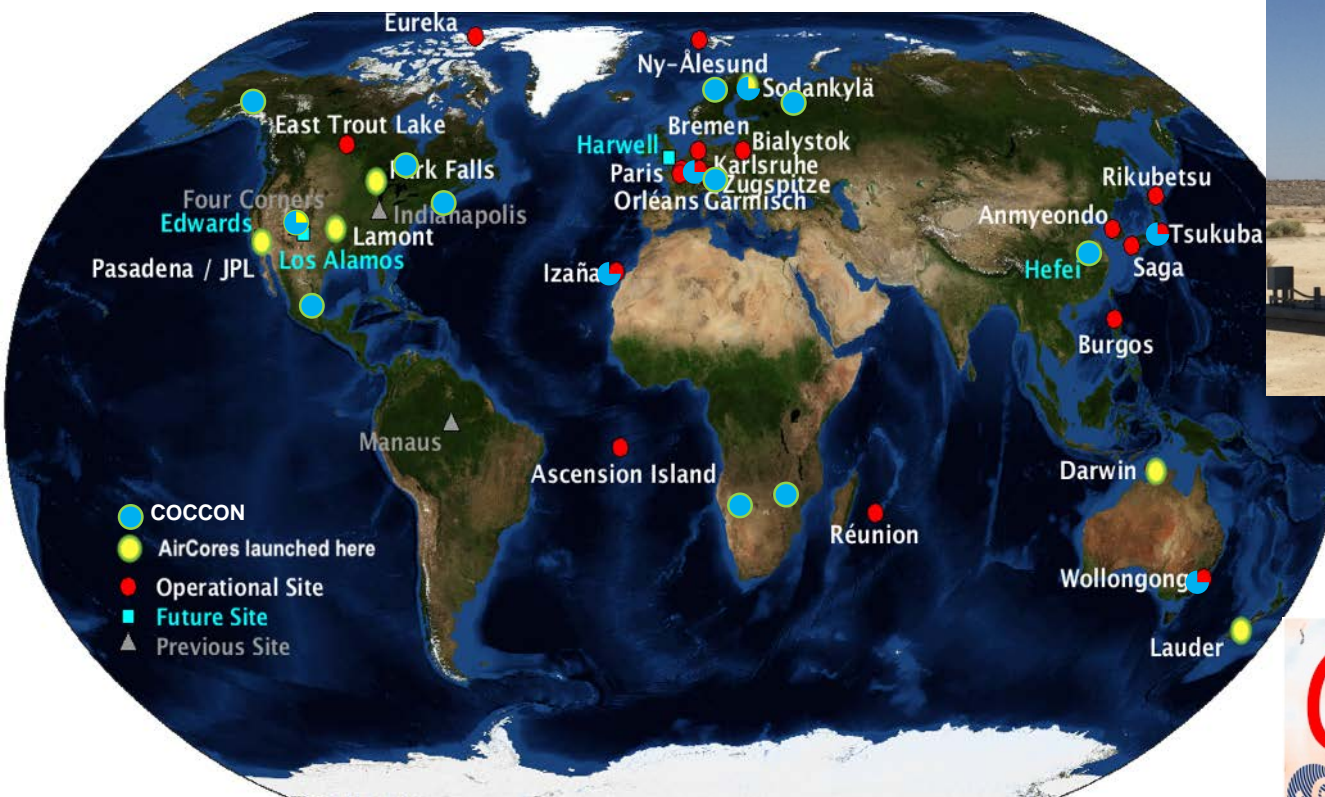 Eureka
Ny-Ålesund
Sodankylä
East Trout Lake
Bremen
Bialystok
Harwell
Park Falls
Karlsruhe
Paris
Zugspitze
Rikubetsu
Four Corners
Orléans Garmisch
Indianapolis
Anmyeondo
Edwards
Tsukuba
Lamont
Los Alamos
Hefei
Pasadena / JPL
Izaña
Saga
Burgos
Manaus
Ascension Island
Darwin
COCCON
Réunion
AirCores launched here
Wollongong
Operational Site
Future Site
Previous Site
Lauder